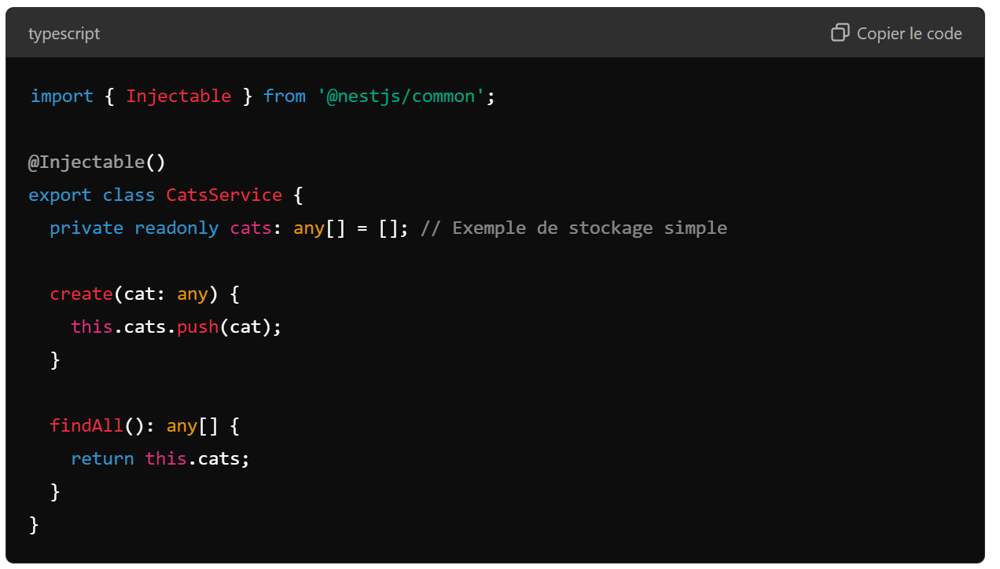 typescript
Copier le code
import { Injectable } from '@nestjs/common';
@Injectable()
export class CatsService {
private readonly cats: any[] = []; // Exemple de stockage simple
create(cat: any) {
this.cats.push(cat);
}
findAll(): any[] {
return this.cats;
}
}